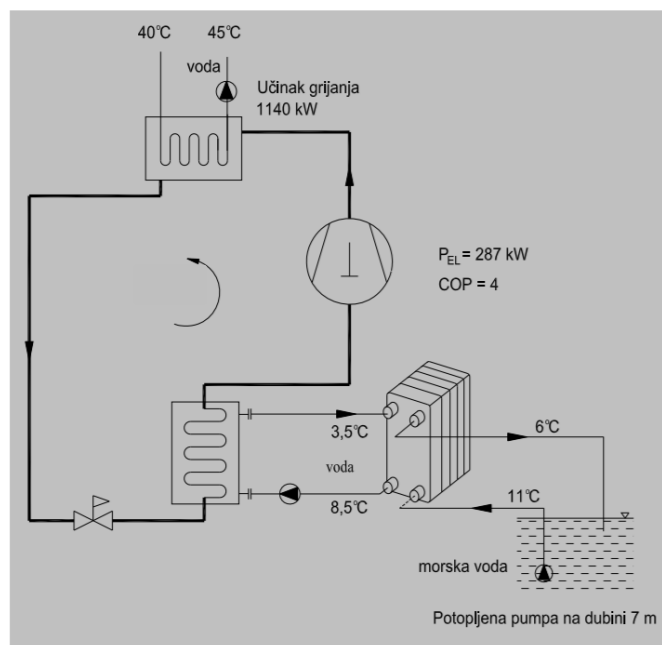 40℃ 45℃
voda
Učinak grijanja
1140 kW
P_EL = 287 kW
COP = 4
3,5℃
6℃
voda
8,5℃
11℃
morska voda
Potopljena pumpa na dubini 7 m